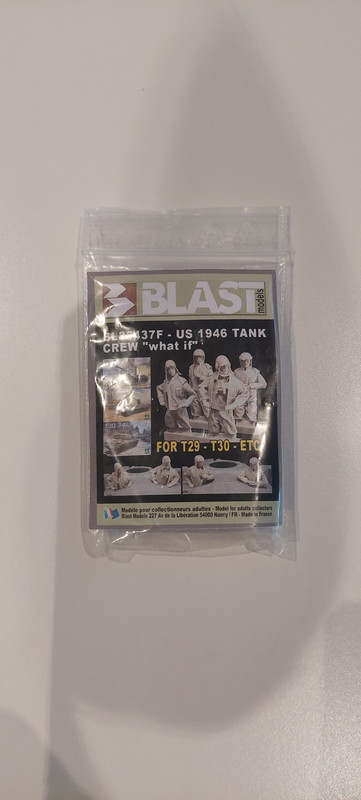 BLAST models
BL35137F - US 1946 TANK
CREW "what if"
FOR T29 - T30 - ETC
Modèle pour collectionneurs adultes - Model for adults collectors
Blast Models 227 Av de la Libération 54000 Nancy / FR - Made in France